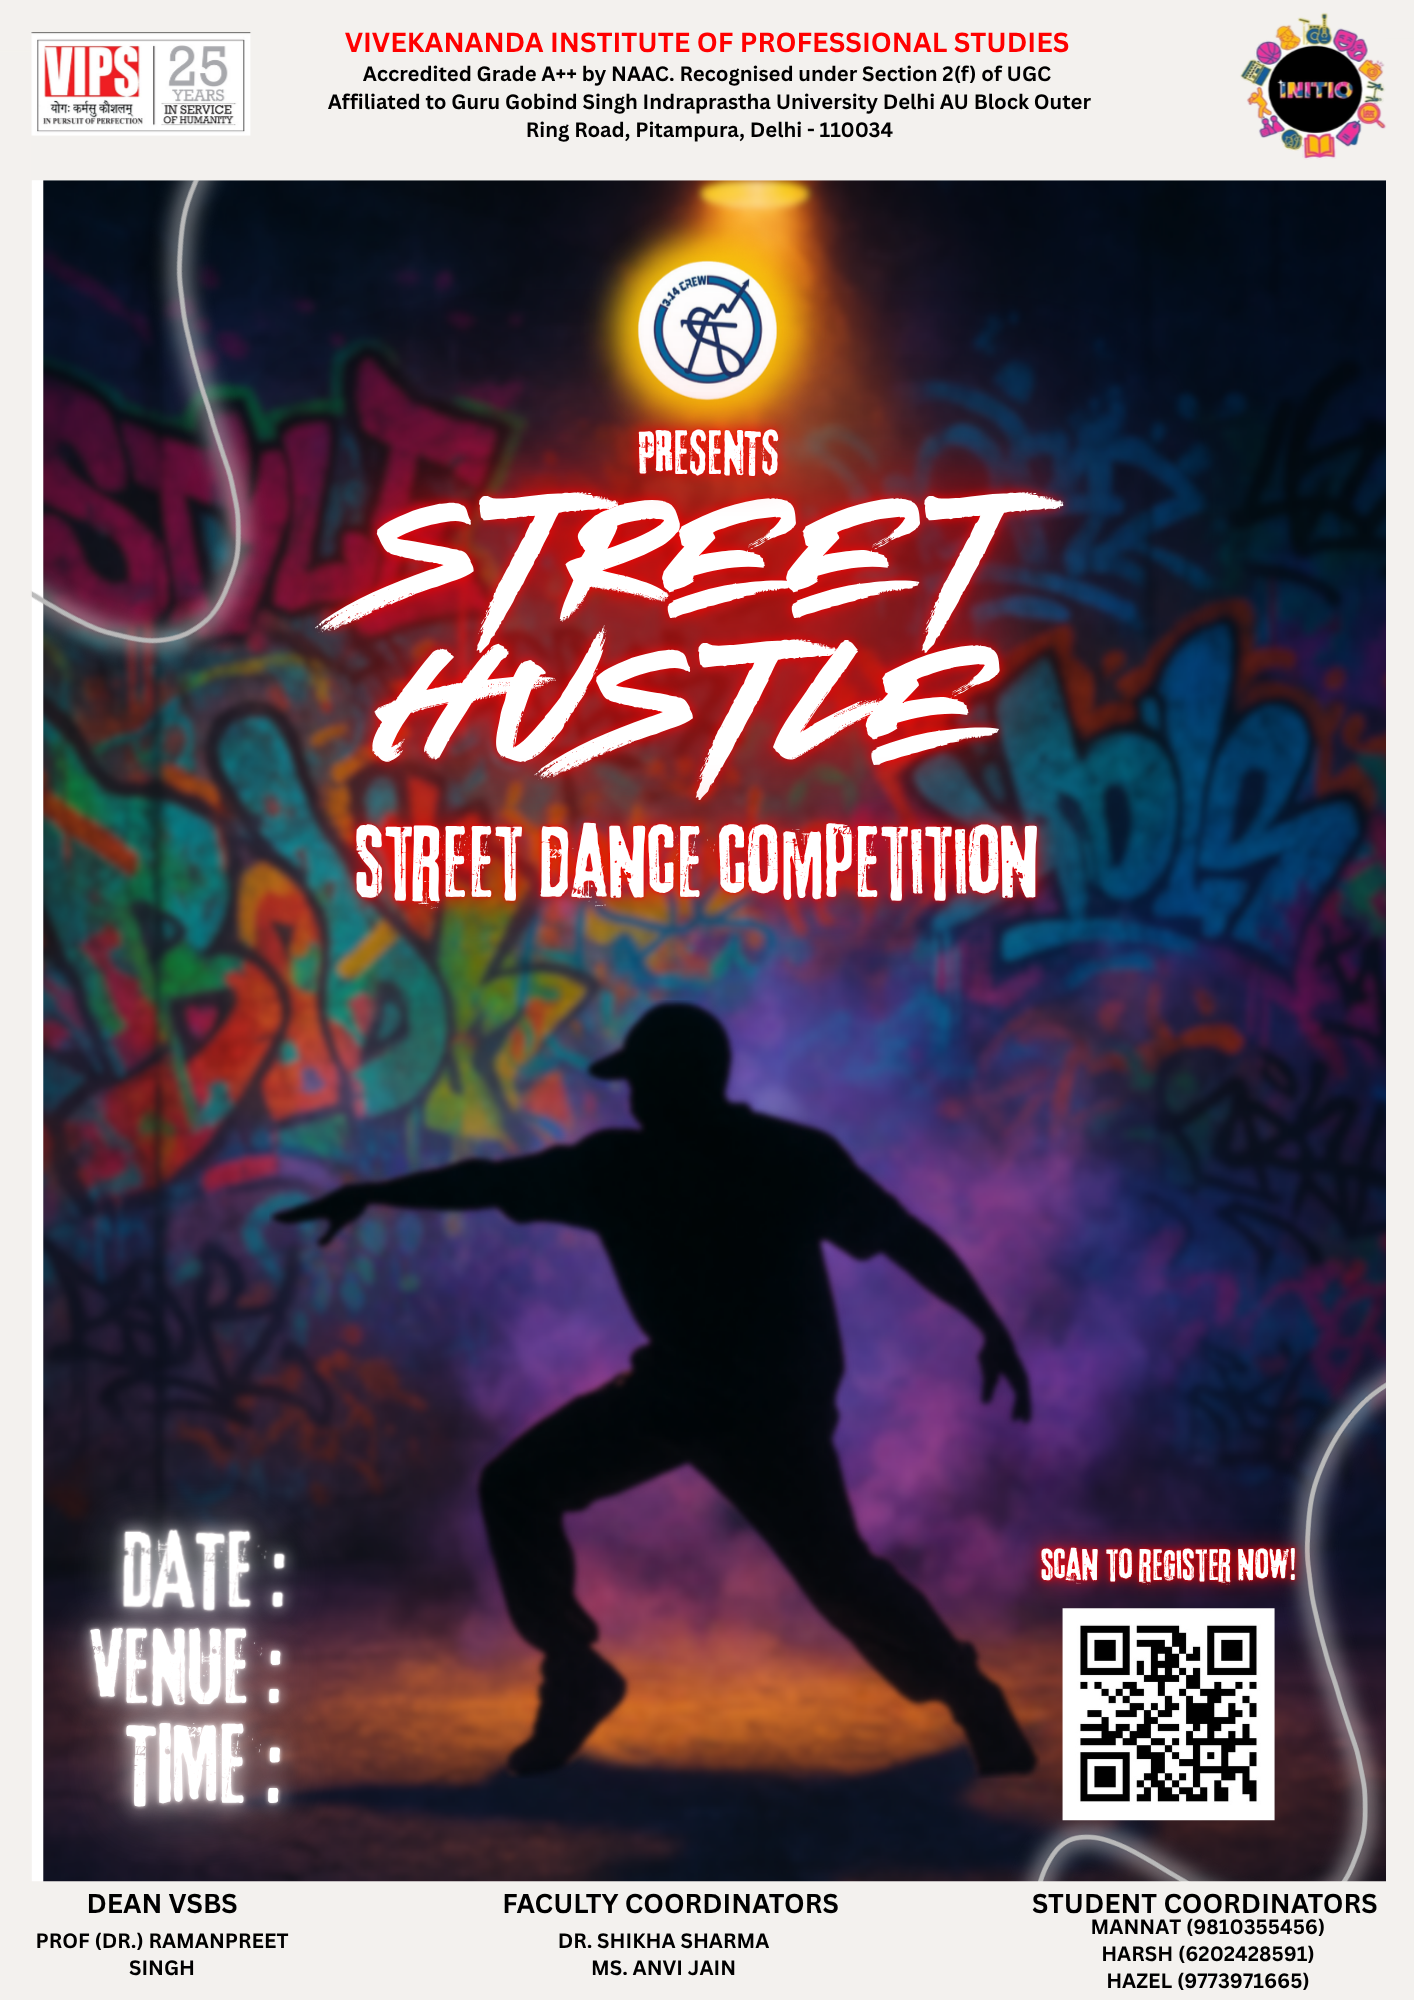 VIPS
योगः कर्मसु कौशलम्
IN PURSUIT OF PERFECTION
25
YEARS
IN SERVICE
OF HUMANITY
VIVEKANANDA INSTITUTE OF PROFESSIONAL STUDIES
Accredited Grade A++ by NAAC. Recognised under Section 2(f) of UGC
Affiliated to Guru Gobind Singh Indraprastha University Delhi AU Block Outer
Ring Road, Pitampura, Delhi - 110034
INITIO
3.14 CREW
PRESENTS
STREET
HUSTLE
STREET DANCE COMPETITION
DATE :
VENUE :
TIME :
SCAN TO REGISTER NOW!
DEAN VSBS
PROF (DR.) RAMANPREET
SINGH
FACULTY COORDINATORS
DR. SHIKHA SHARMA
MS. ANVI JAIN
STUDENT COORDINATORS
MANNAT (9810355456)
HARSH (6202428591)
HAZEL (9773971665)